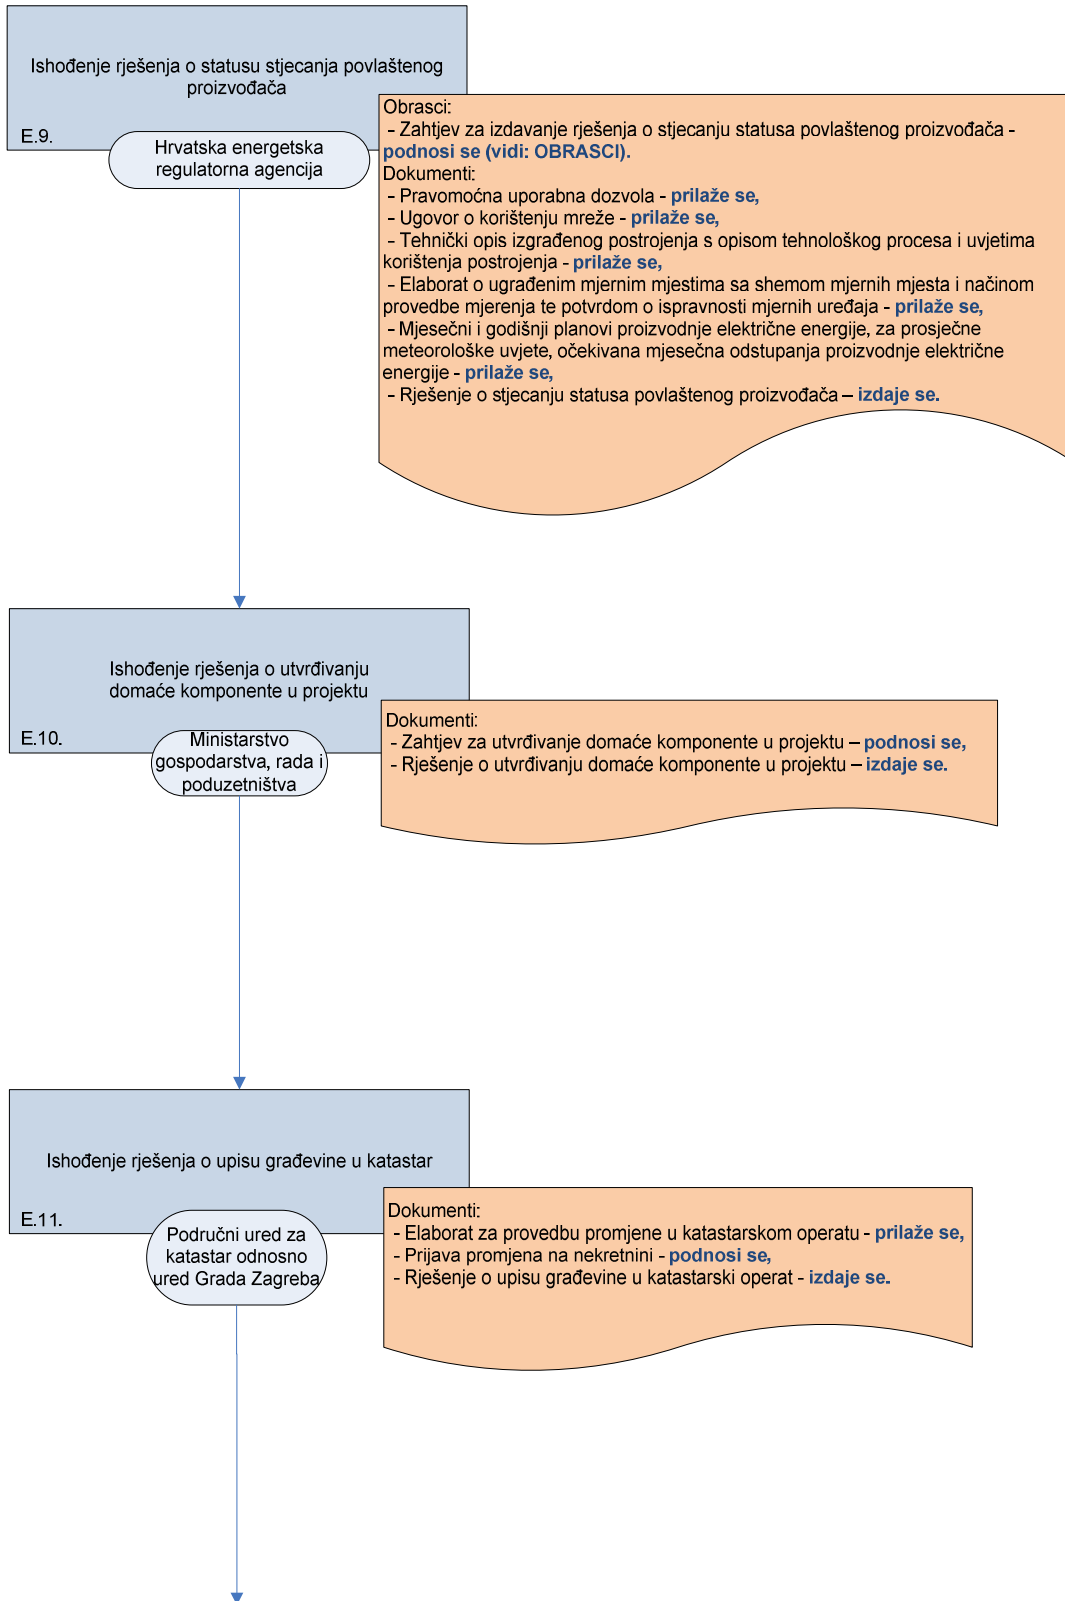 Ishođenje rješenja o statusu stjecanja povlaštenog
proizvođača
E.9.
Hrvatska energetska
regulatorna agencija
Obrasci:
- Zahtjev za izdavanje rješenja o stjecanju statusa povlaštenog proizvođača -
podnosi se (vidi: OBRASCI).
Dokumenti:
- Pravomoćna uporabna dozvola - prilaže se,
- Ugovor o korištenju mreže - prilaže se,
- Tehnički opis izgrađenog postrojenja s opisom tehnološkog procesa i uvjetima
korištenja postrojenja - prilaže se,
- Elaborat o ugrađenim mjernim mjestima sa shemom mjernih mjesta i načinom
provedbe mjerenja te potvrdom o ispravnosti mjernih uređaja - prilaže se,
- Mjesečni i godišnji planovi proizvodnje električne energije, za prosječne
meteorološke uvjete, očekivana mjesečna odstupanja proizvodnje električne
energije - prilaže se,
- Rješenje o stjecanju statusa povlaštenog proizvođača – izdaje se.
Ishođenje rješenja o utvrđivanju
domaće komponente u projektu
E.10.
Ministarstvo
gospodarstva, rada i
poduzetništva
Dokumenti:
- Zahtjev za utvrđivanje domaće komponente u projektu – podnosi se,
- Rješenje o utvrđivanju domaće komponente u projektu – izdaje se.
Ishođenje rješenja o upisu građevine u katastar
E.11.
Područni ured za
katastar odnosno
ured Grada Zagreba
Dokumenti:
- Elaborat za provedbu promjene u katastarskom operatu - prilaže se,
- Prijava promjena na nekretnini - podnosi se,
- Rješenje o upisu građevine u katastarski operat - izdaje se.